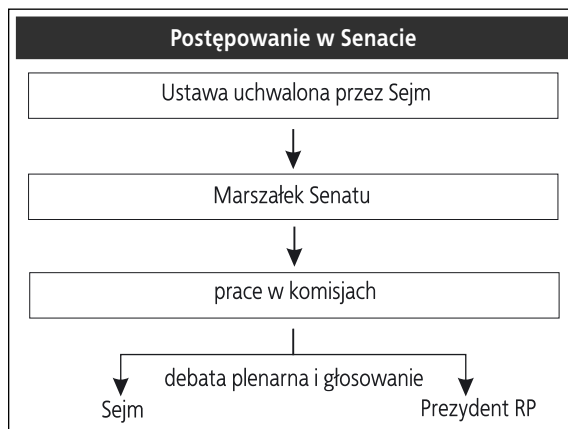 Postępowanie w Senacie
Ustawa uchwalona przez Sejm
Marszałek Senatu
prace w komisjach
debata plenarna i głosowanie
Sejm
Prezydent RP